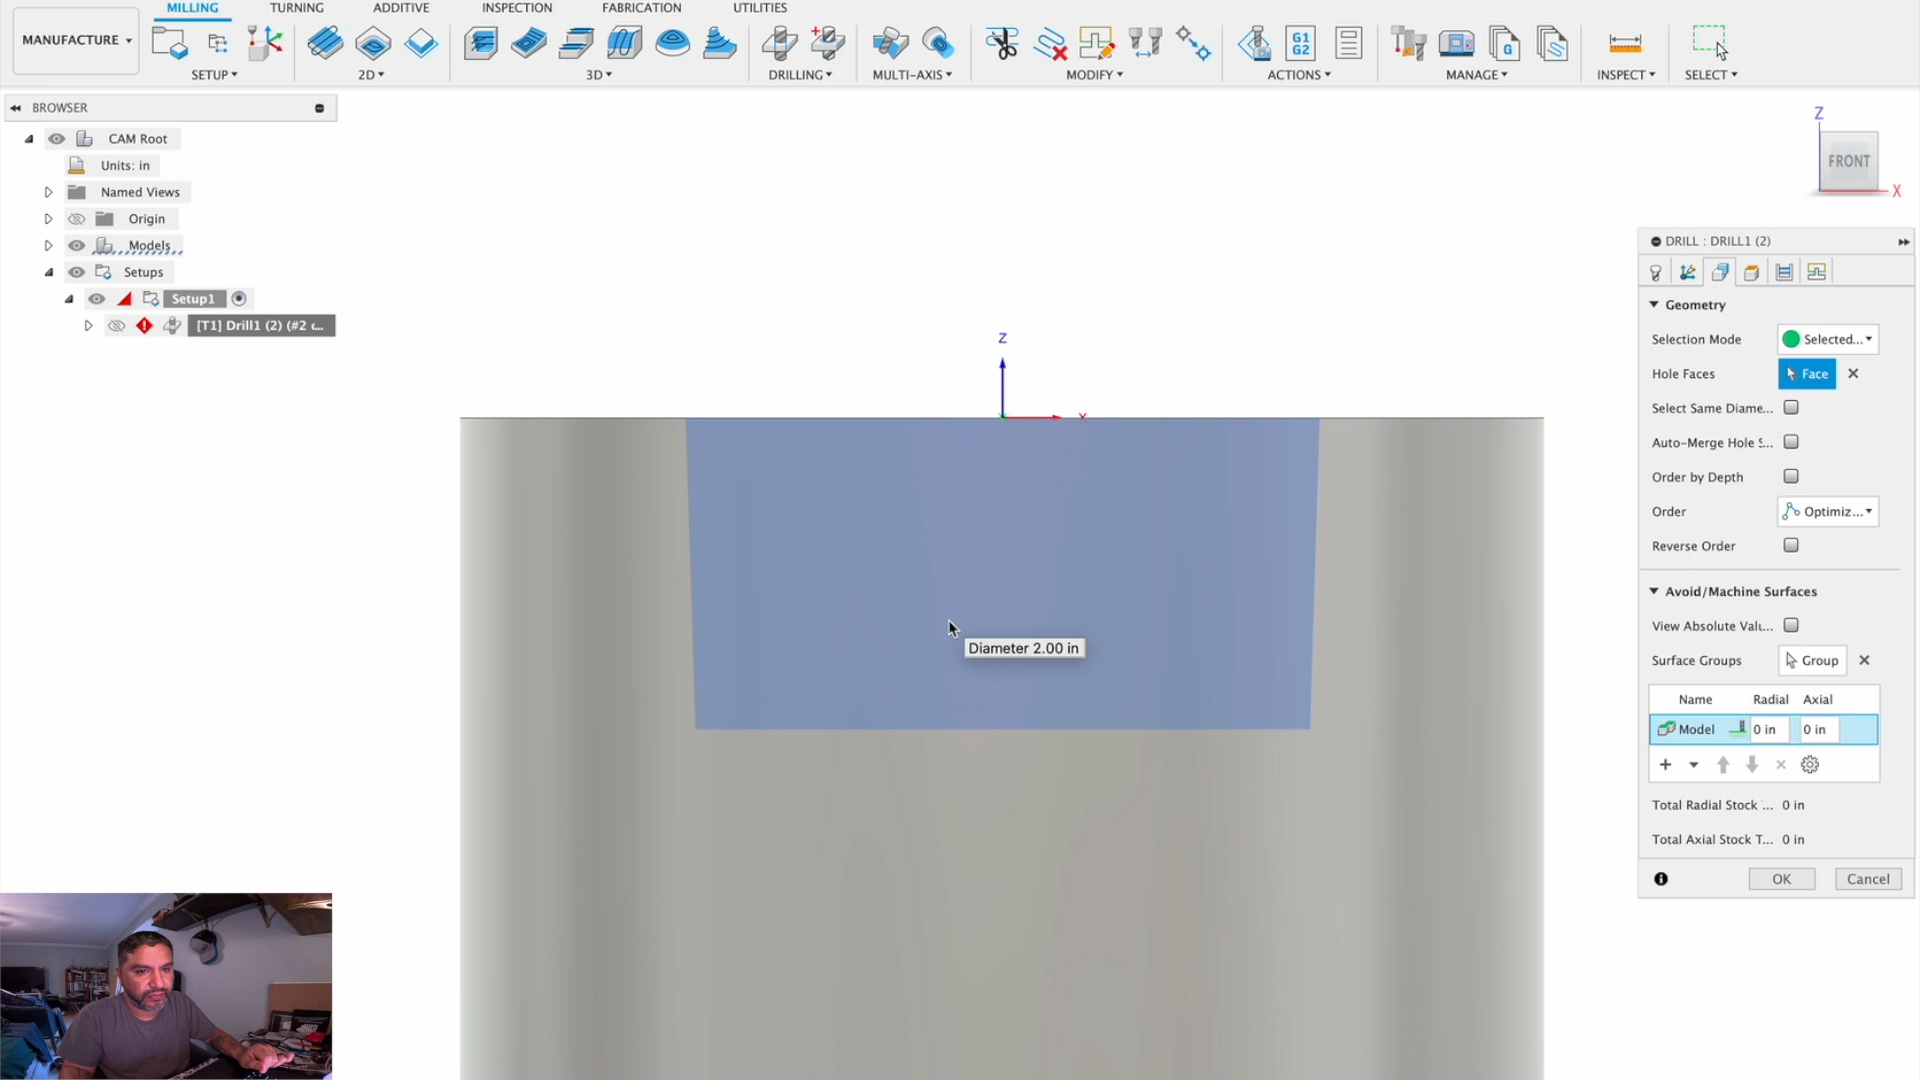 MILLING TURNING ADDITIVE INSPECTION FABRICATION UTILITIES
MANUFACTURE
G1
G2
G
SETUP 2D 3D DRILLING MULTI-AXIS MODIFY ACTIONS MANAGE INSPECT SELECT
BROWSER
CAM Root
Units: in
Named Views
Origin
Models
Setups
Setup1
[T1] Drill1 (2) (#2 c...
Z
FRONT
X
Z
X
Diameter 2.00 in
DRILL : DRILL1 (2)
Geometry
Selection Mode Selected...
Hole Faces Face
Select Same Diame...
Auto-Merge Hole S...
Order by Depth
Order Optimiz...
Reverse Order
Avoid/Machine Surfaces
View Absolute Valu...
Surface Groups Group
Name Radial Axial
Model 0 in 0 in
Total Radial Stock ... 0 in
Total Axial Stock T... 0 in
OK Cancel